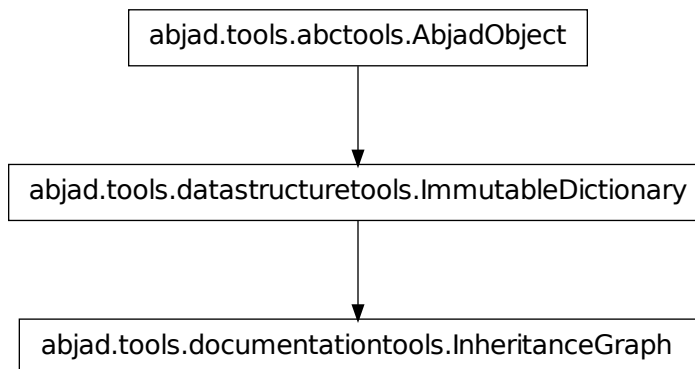 abjad.tools.abctools.AbjadObject
abjad.tools.datastructuretools.ImmutableDictionary
abjad.tools.documentationtools.InheritanceGraph